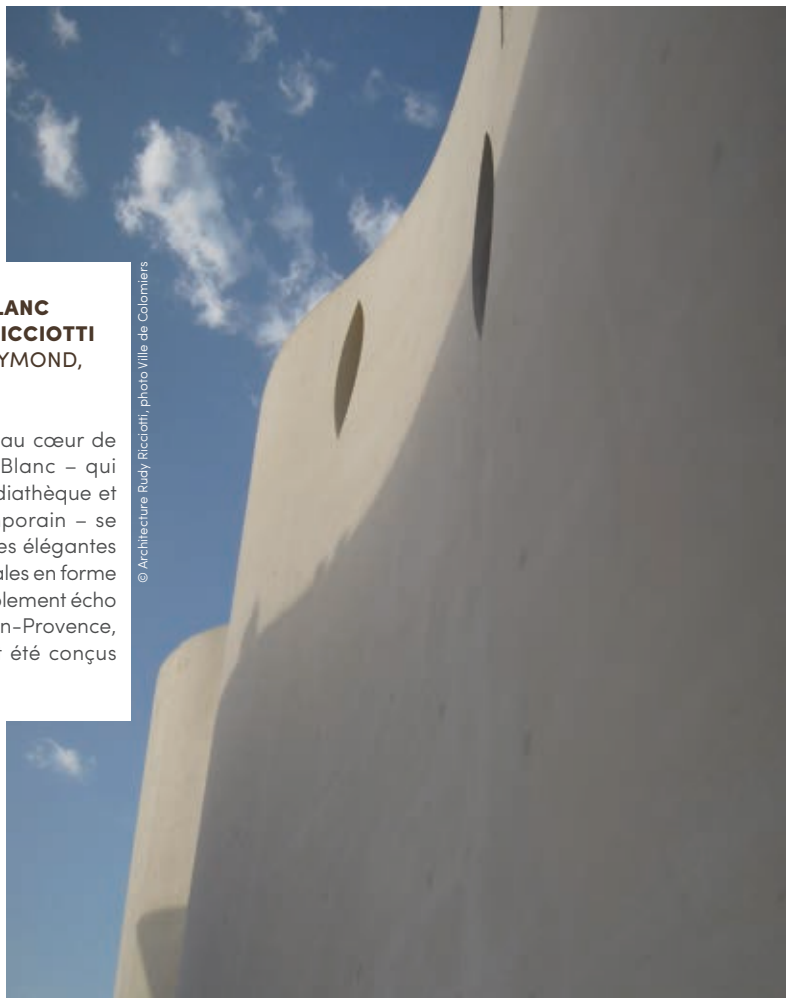 LANC
ICCIOTTI
YMOND,
au cœur de
Blanc – qui
diathèque et
porain – se
es élégantes
ales en forme
lement écho
n-Provence,
été conçus
© Architecture Rudy Ricciotti, photo Ville de Colomiers